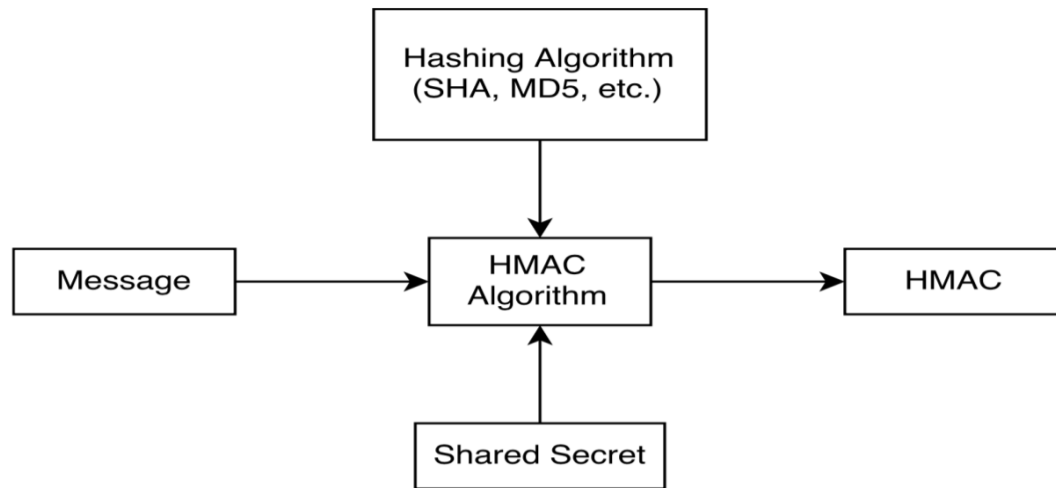 Hashing Algorithm
(SHA, MD5, etc.)
Message
HMAC
Algorithm
HMAC
Shared Secret